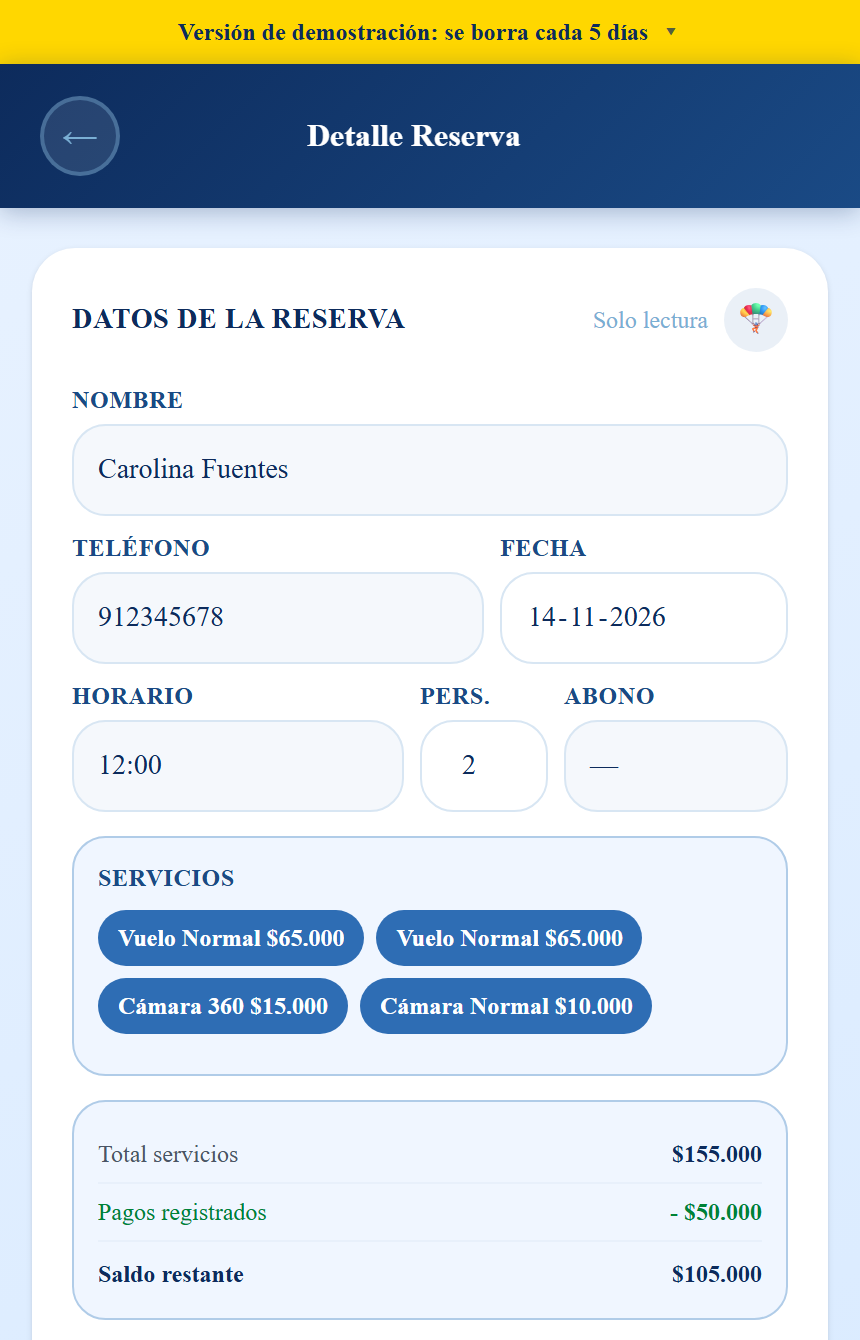 Versión de demostración: se borra cada 5 días ▼
← Detalle Reserva
DATOS DE LA RESERVA Solo lectura
NOMBRE
Carolina Fuentes
TELÉFONO FECHA
912345678 14-11-2026
HORARIO PERS. ABONO
12:00 2 —
SERVICIOS
Vuelo Normal $65.000 Vuelo Normal $65.000
Cámara 360 $15.000 Cámara Normal $10.000
Total servicios $155.000
Pagos registrados - $50.000
Saldo restante $105.000